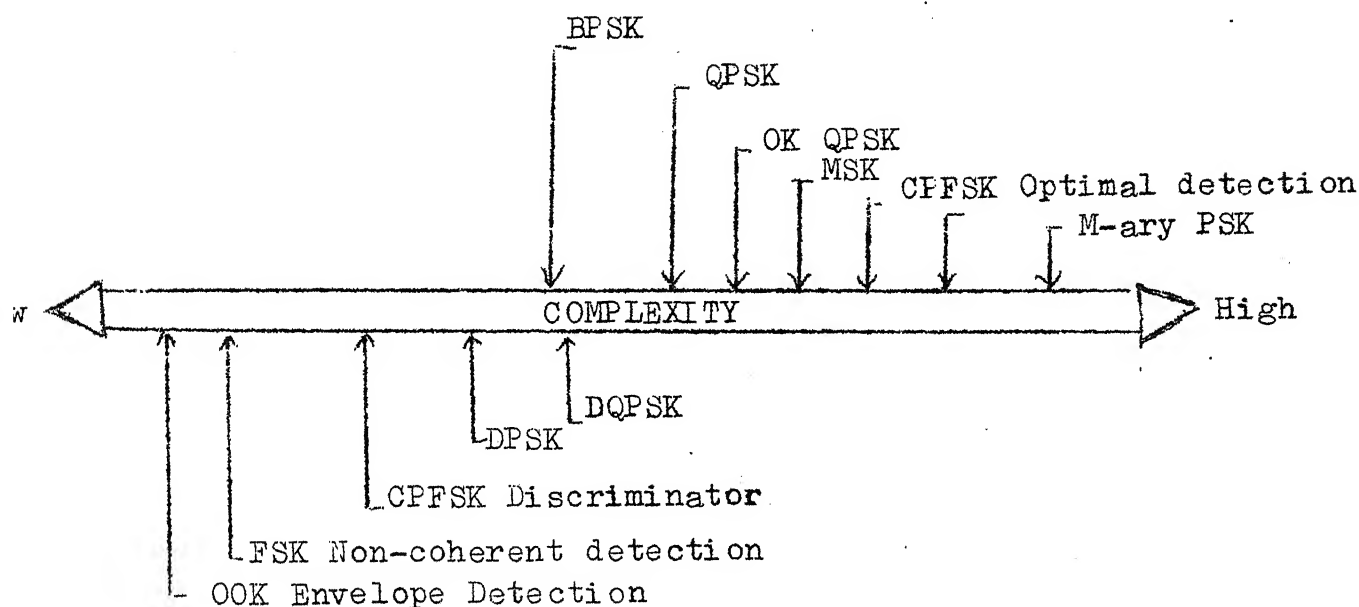 BPSK
QPSK
OK QPSK
MSK
CPFSK Optimal detection
M-ary PSK
w COMPLEXITY High
DQPSK
DPSK
CPFSK Discriminator
FSK Non-coherent detection
OOK Envelope Detection